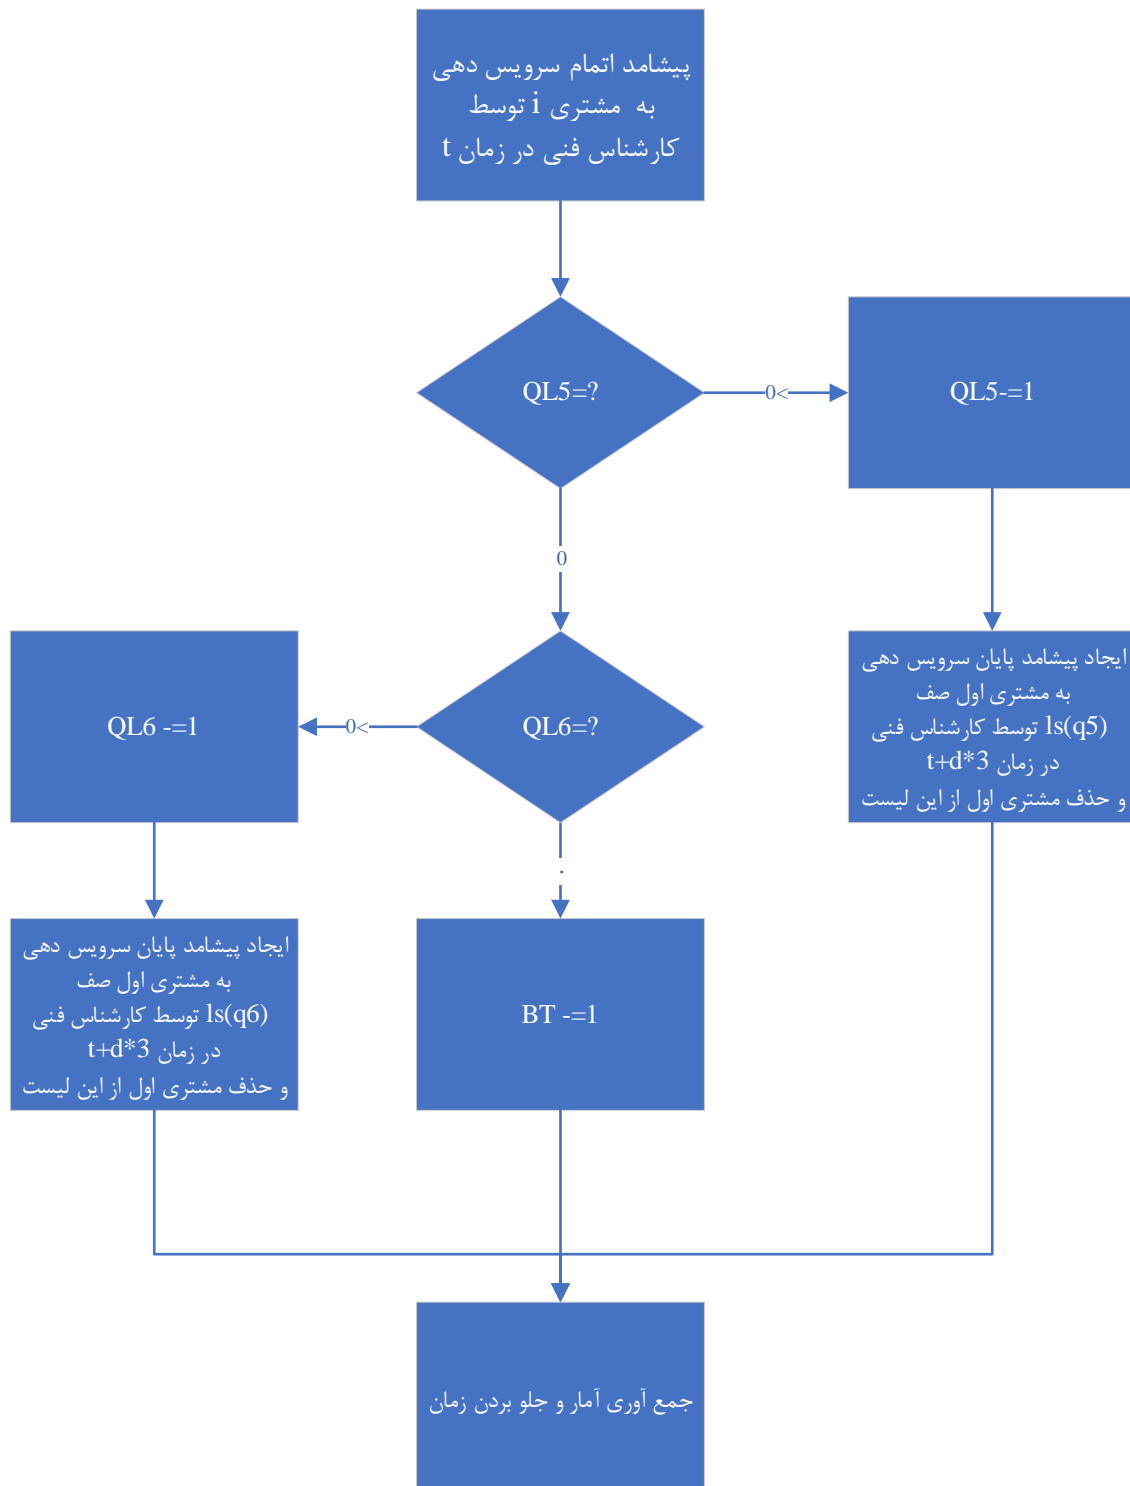 پیشامد اتمام سرویس دهی
به مشتری i توسط
کارشناس فنی در زمان t
QL5=?
0<
QL5-=1
0
ایجاد پیشامد پایان سرویس دهی
به مشتری اول صف
ls(q5) توسط کارشناس فنی
در زمان t+d*3
و حذف مشتری اول از این لیست
QL6=?
0<
QL6 -=1
۰
ایجاد پیشامد پایان سرویس دهی
به مشتری اول صف
ls(q6) توسط کارشناس فنی
در زمان t+d*3
و حذف مشتری اول از این لیست
BT -=1
جمع آوری آمار و جلو بردن زمان